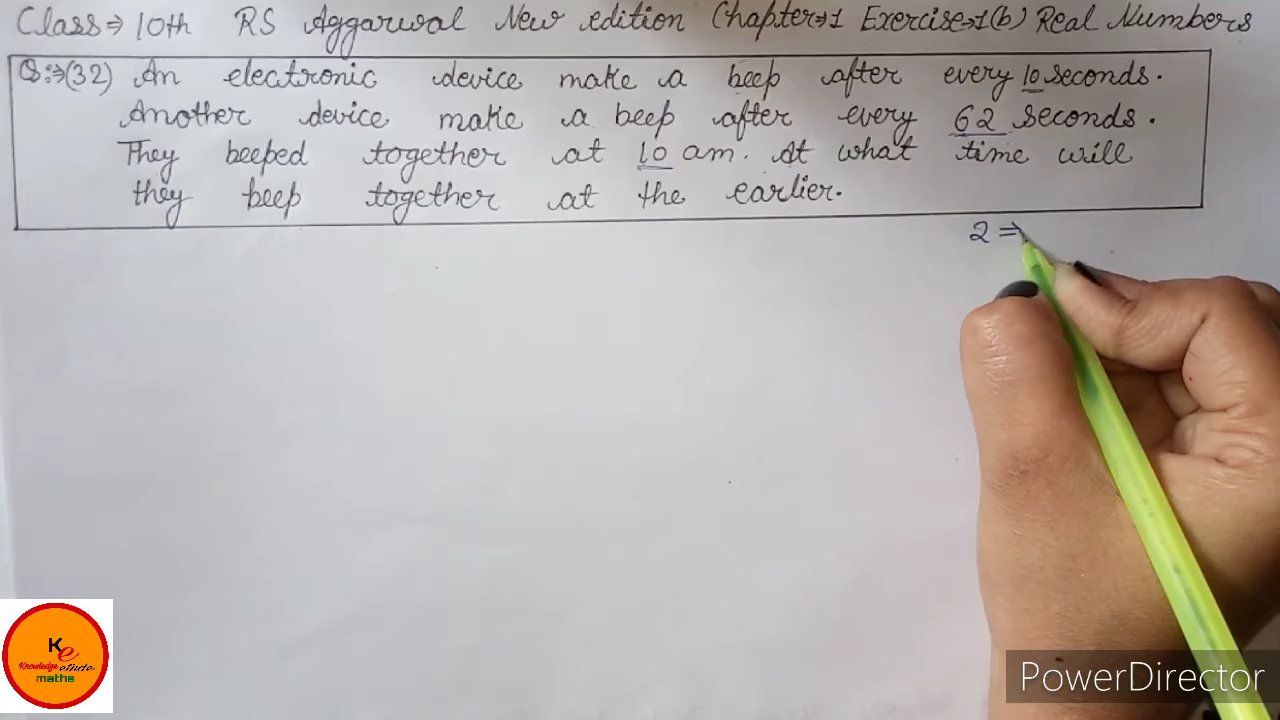 Class⇒ 10th RS Aggarwal New edition Chapter⇒1 Exercise⇒1(b) Real Numbers
Q:⇒(32) An electronic device make a beep after every 10 seconds.
Another device make a beep after every 62 seconds.
They beeped together at 10 am. At what time will
they beep together at the earlier.
2 ⇒
Ke
Knowledge etude
maths
PowerDirector